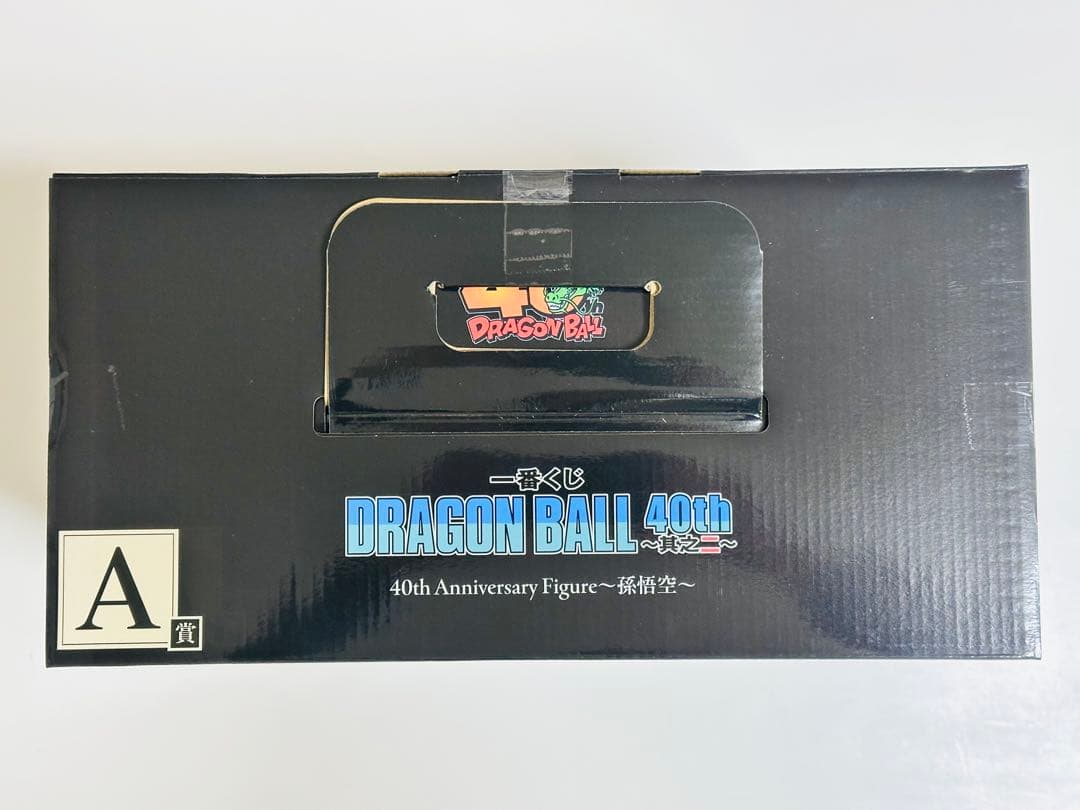 40th
DRAGON BALL
一番くじ
DRAGON BALL 40th
～其之二～
40th Anniversary Figure～孫悟空～
A
賞